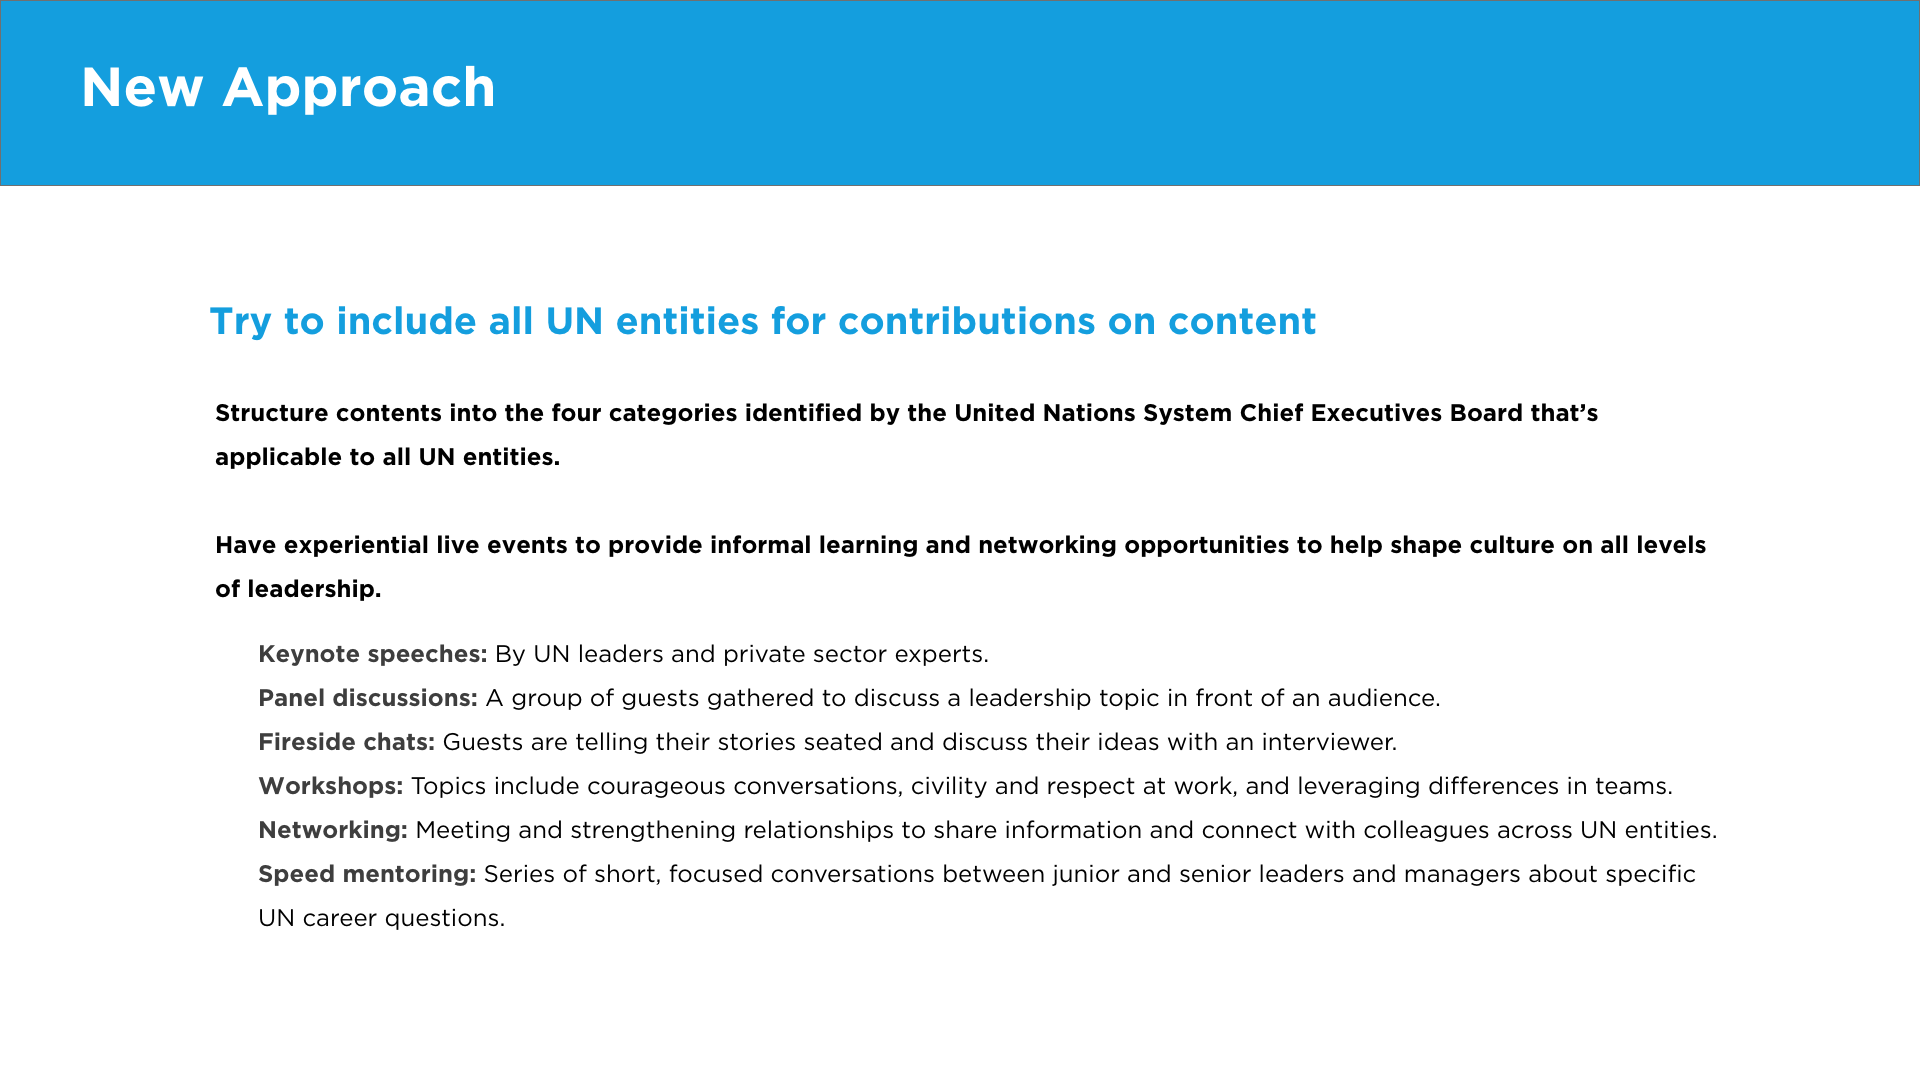 New Approach
Try to include all UN entities for contributions on content
Structure contents into the four categories identified by the United Nations System Chief Executives Board that’s
applicable to all UN entities.
Have experiential live events to provide informal learning and networking opportunities to help shape culture on all levels
of leadership.
Keynote speeches: By UN leaders and private sector experts.
Panel discussions: A group of guests gathered to discuss a leadership topic in front of an audience.
Fireside chats: Guests are telling their stories seated and discuss their ideas with an interviewer.
Workshops: Topics include courageous conversations, civility and respect at work, and leveraging differences in teams.
Networking: Meeting and strengthening relationships to share information and connect with colleagues across UN entities.
Speed mentoring: Series of short, focused conversations between junior and senior leaders and managers about specific
UN career questions.